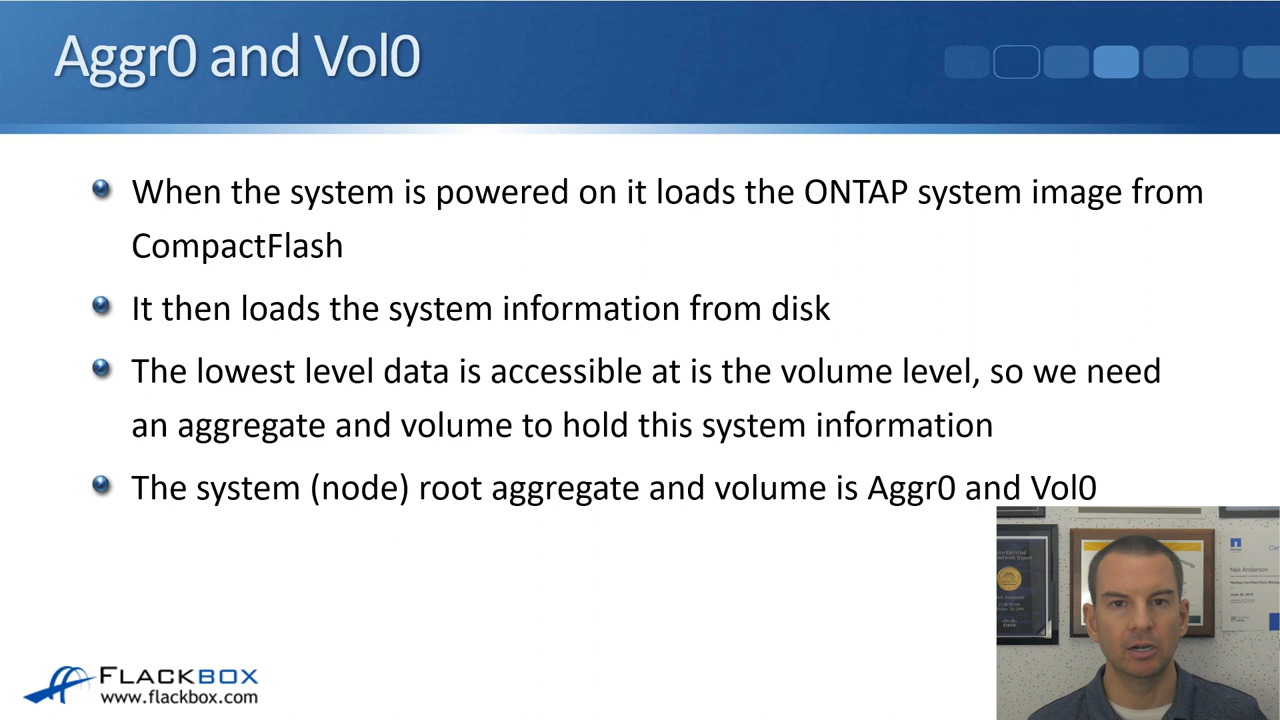 Aggr0 and Vol0
When the system is powered on it loads the ONTAP system image from
CompactFlash
It then loads the system information from disk
The lowest level data is accessible at is the volume level, so we need
an aggregate and volume to hold this system information
The system (node) root aggregate and volume is Aggr0 and Vol0
Neil Anderson
FLACKBOX
www.flackbox.com